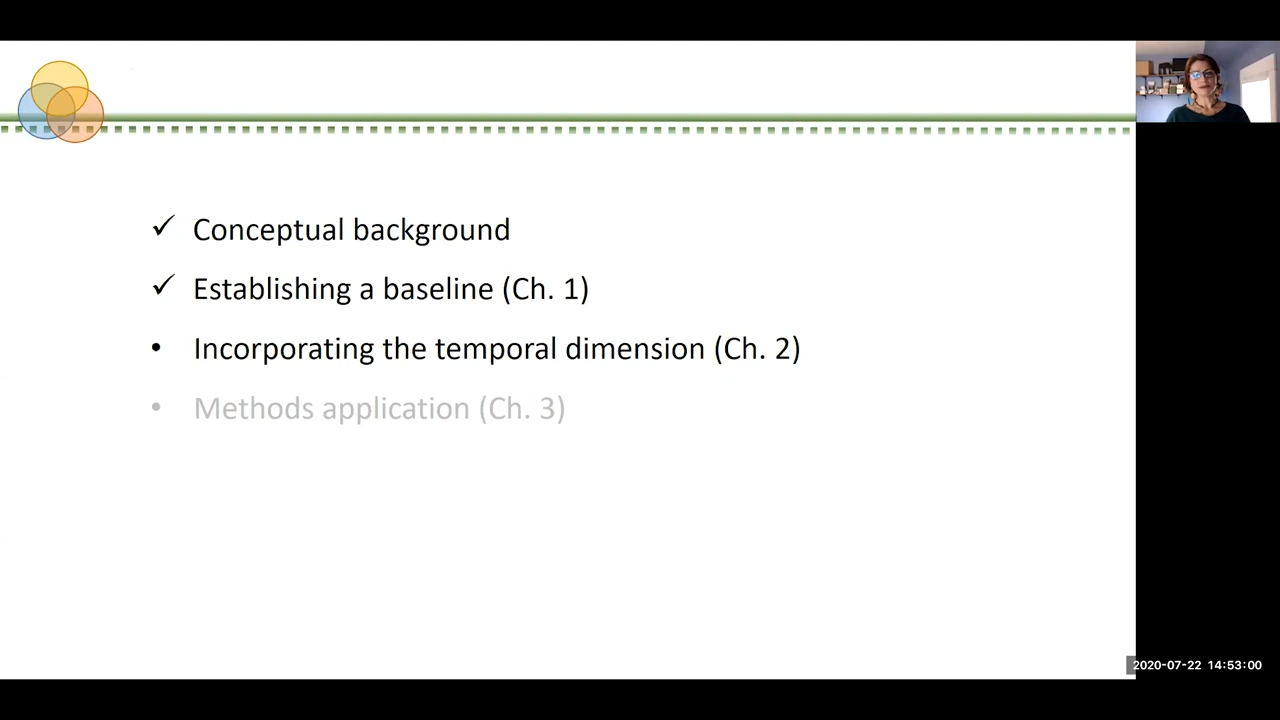 ✓ Conceptual background
✓ Establishing a baseline (Ch. 1)
• Incorporating the temporal dimension (Ch. 2)
• Methods application (Ch. 3)
2020-07-22 14:53:00